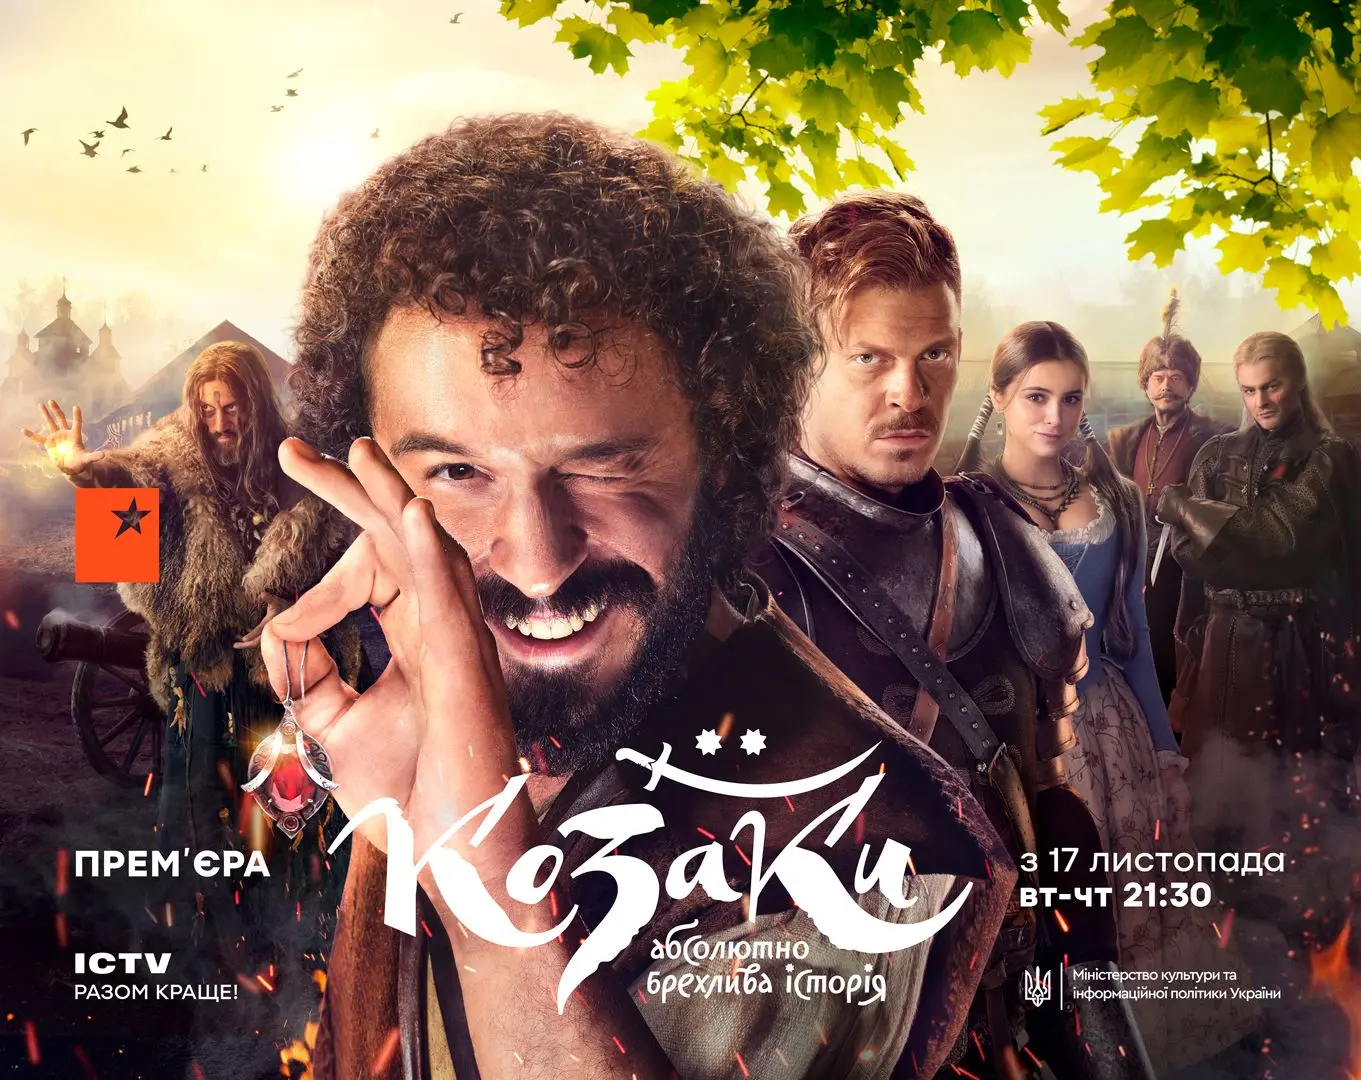 Козаки
абсолютно
брехлива історія
ПРЕМ'ЄРА
з 17 листопада
вт-чт 21:30
ICTV
РАЗОМ КРАЩЕ!
Міністерство культури та
інформаційної політики України